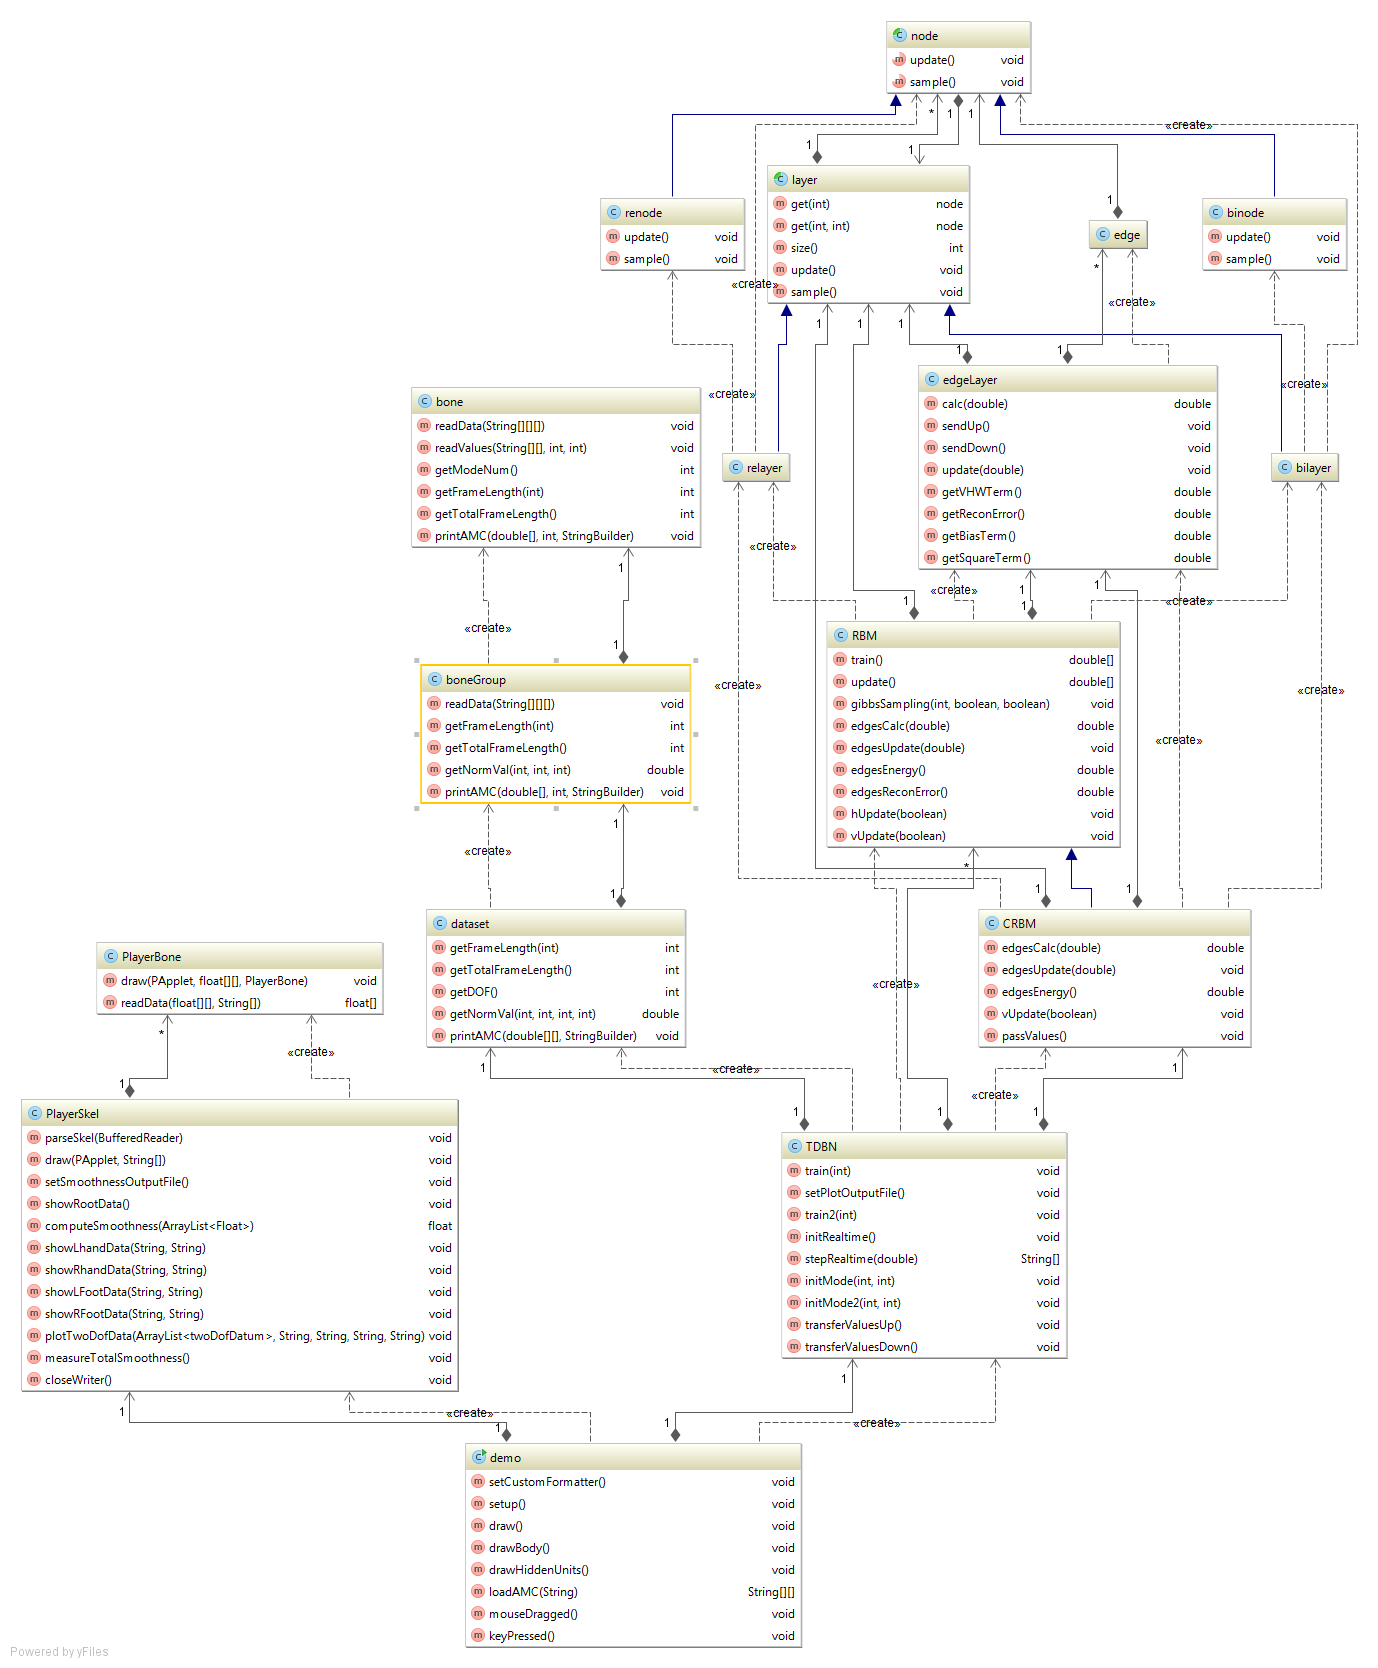 node
update() void
sample() void
«create»
*
1
1
1
1
layer
get(int) node
get(int, int) node
size() int
update() void
sample() void
renode
update() void
sample() void
1
edge
binode
update() void
sample() void
«create»
*
«create»
1
1
1
1
1
«create»
«create»
edgeLayer
calc(double) double
sendUp() void
sendDown() void
update(double) void
getVHWTerm() double
getReconError() double
getBiasTerm() double
getSquareTerm() double
bone
readData(String[][][]) void
readValues(String[][], int, int) void
getModeNum() int
getFrameLength(int) int
getTotalFrameLength() int
printAMC(double[], int, StringBuilder) void
relayer
bilayer
«create»
1
1
1
«create»
«create»
1
1
«create»
1
RBM
train() double[]
update() double[]
gibbsSampling(int, boolean, boolean) void
edgesCalc(double) double
edgesUpdate(double) void
edgesEnergy() double
edgesReconError() double
hUpdate(boolean) void
vUpdate(boolean) void
boneGroup
readData(String[][][]) void
getFrameLength(int) int
getTotalFrameLength() int
getNormVal(int, int, int) double
printAMC(double[], int, StringBuilder) void
«create»
«create»
«create»
1
«create»
1
*
1
1
dataset
getFrameLength(int) int
getTotalFrameLength() int
getDOF() int
getNormVal(int, int, int, int) double
printAMC(double[][], StringBuilder) void
CRBM
edgesCalc(double) double
edgesUpdate(double) void
edgesEnergy() double
vUpdate(boolean) void
passValues() void
PlayerBone
draw(PApplet, float[][], PlayerBone) void
readData(float[][], String[]) float[]
«create»
*
«create»
1
1
«create»
1
«create»
1
1
1
PlayerSkel
parseSkel(BufferedReader) void
draw(PApplet, String[]) void
setSmoothnessOutputFile() void
showRootData() void
computeSmoothness(ArrayList<Float>) float
showLhandData(String, String) void
showRhandData(String, String) void
showLFootData(String, String) void
showRFootData(String, String) void
plotTwoDofData(ArrayList<twoDofDatum>, String, String, String, String) void
measureTotalSmoothness() void
closeWriter() void
TDBN
train(int) void
setPlotOutputFile() void
train2(int) void
initRealtime() void
stepRealtime(double) String[]
initMode(int, int) void
initMode2(int, int) void
transferValuesUp() void
transferValuesDown() void
1
1
«create»
1
1
«create»
demo
setCustomFormatter() void
setup() void
draw() void
drawBody() void
drawHiddenUnits() void
loadAMC(String) String[][]
mouseDragged() void
keyPressed() void
Powered by yFiles